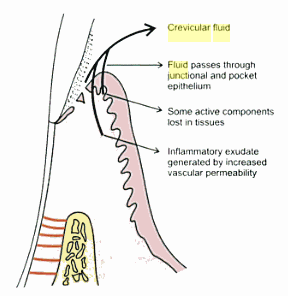 Crevicular fluid
Fluid passes through
junctional and pocket
epithelium
Some active components
lost in tissues
Inflammatory exudate
generated by increased
vascular permeability